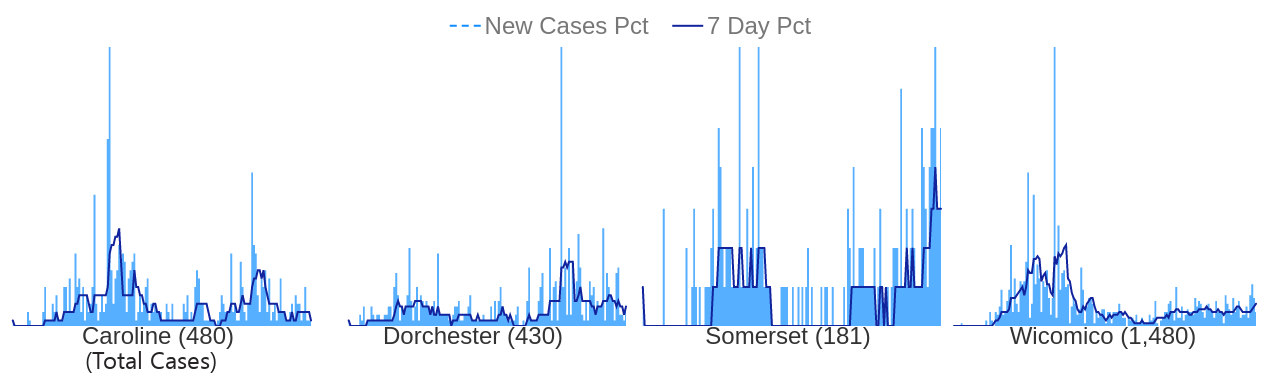 New Cases Pct 7 Day Pct
Caroline (480) Dorchester (430) Somerset (181) Wicomico (1,480)
(Total Cases)